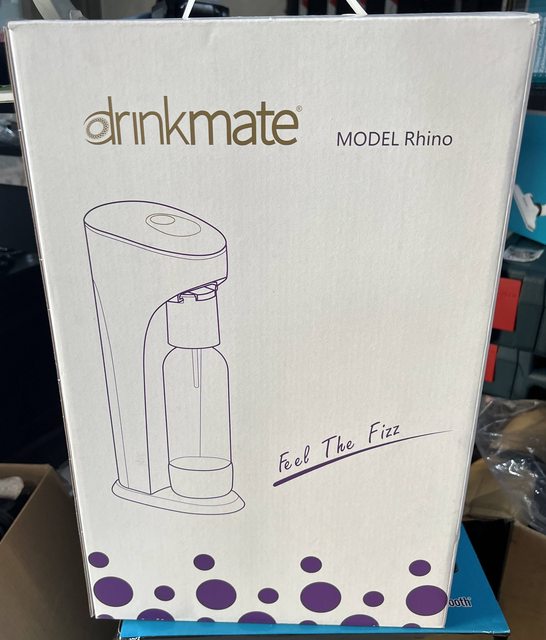 drinkmate®
MODEL Rhino
Feel The Fizz